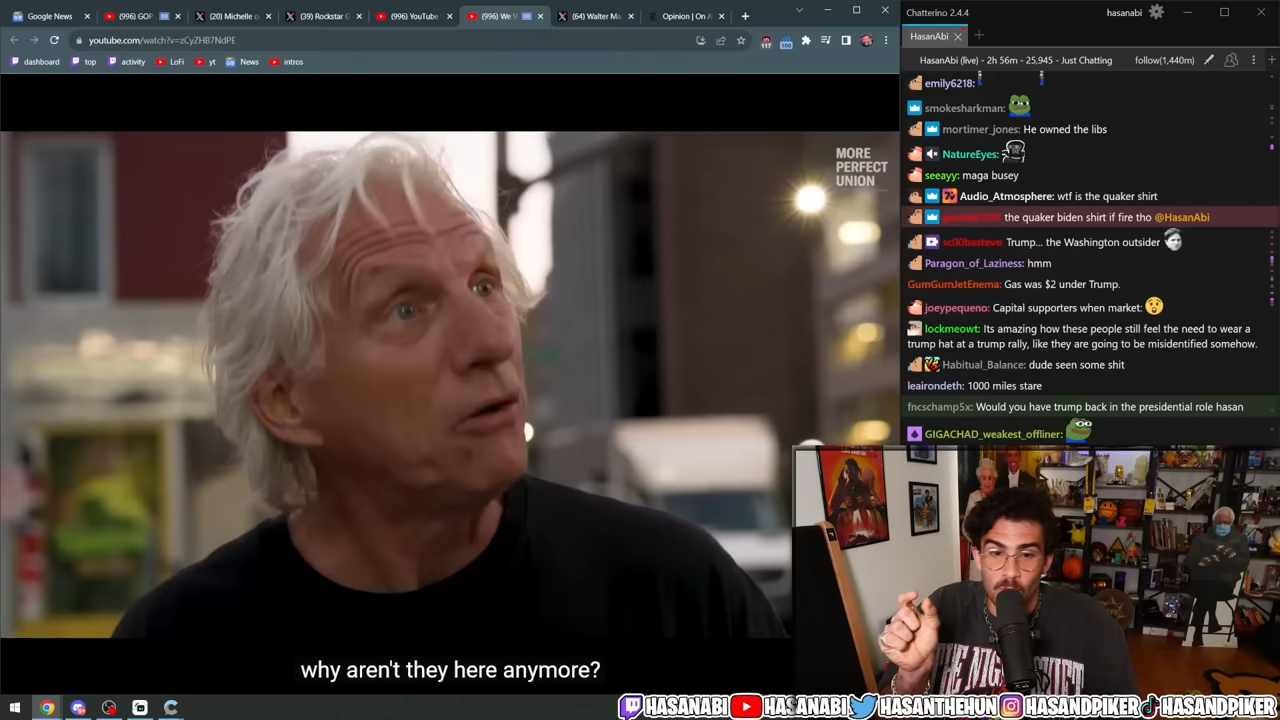 Google News
(996) GOP
(20) Michelle o
(39) Rockstar G
(996) YouTube
(996) We W
(64) Walter Ma
Opinion | On A
youtube.com/watch?v=zCyZHB7NdPE
117
180
dashboard
top
activity
LoFi
yt
News
intros
MORE
PERFECT
UNION
why aren't they here anymore?
Chatterino 2.4.4
hasanabi
HasanAbi
HasanAbi (live) - 2h 56m - 25,945 - Just Chatting
follow(1,440m)
emily6218:
smokesharkman:
mortimer_jones: He owned the libs
NatureEyes:
seeayy: maga busey
Audio_Atmosphere: wtf is the quaker shirt
the quaker biden shirt if fire tho @HasanAbi
sc00basteve: Trump... the Washington outsider
Paragon_of_Laziness: hmm
GumGumJetEnema: Gas was $2 under Trump.
joeypequeno: Capital supporters when market:
lockmeowt: Its amazing how these people still feel the need to wear a
trump hat at a trump rally, like they are going to be misidentified somehow.
Habitual_Balance: dude seen some shit
leairondeth: 1000 miles stare
fncschamp5x: Would you have trump back in the presidential role hasan
GIGACHAD_weakest_offliner:
THE NIGHT SHIFT
HASANABI
HASANABI
HASANTHEHUN
HASANDPIKER
HASANDPIKER